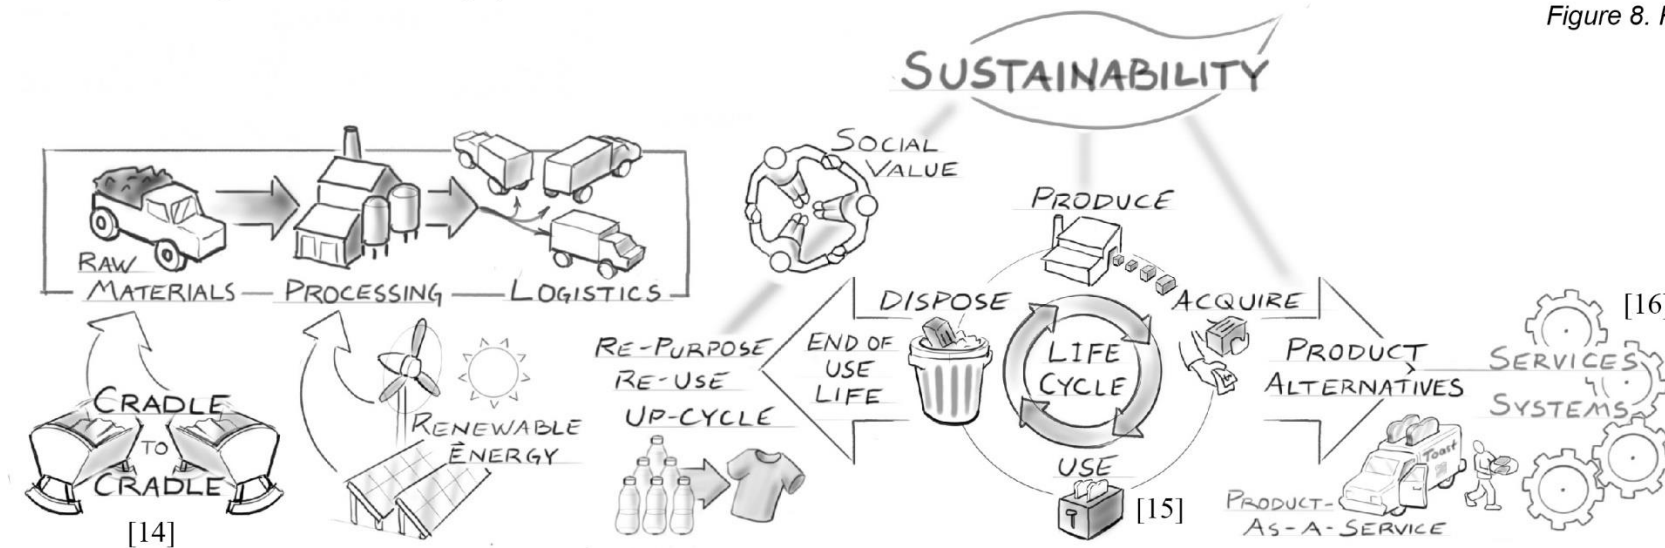 Figure 8.
SUSTAINABILITY
SOCIAL
VALUE
PRODUCE
RAW
MATERIALS
PROCESSING
LOGISTICS
DISPOSE
ACQUIRE
[16]
RE-PURPOSE
RE-USE
END OF
USE
LIFE
LIFE
CYCLE
PRODUCT
ALTERNATIVES
SERVICES
SYSTEMS
CRADLE
TO
CRADLE
[14]
RENEWABLE
ENERGY
UP-CYCLE
USE
[15]
Toast
PRODUCT-
AS-A-SERVICE